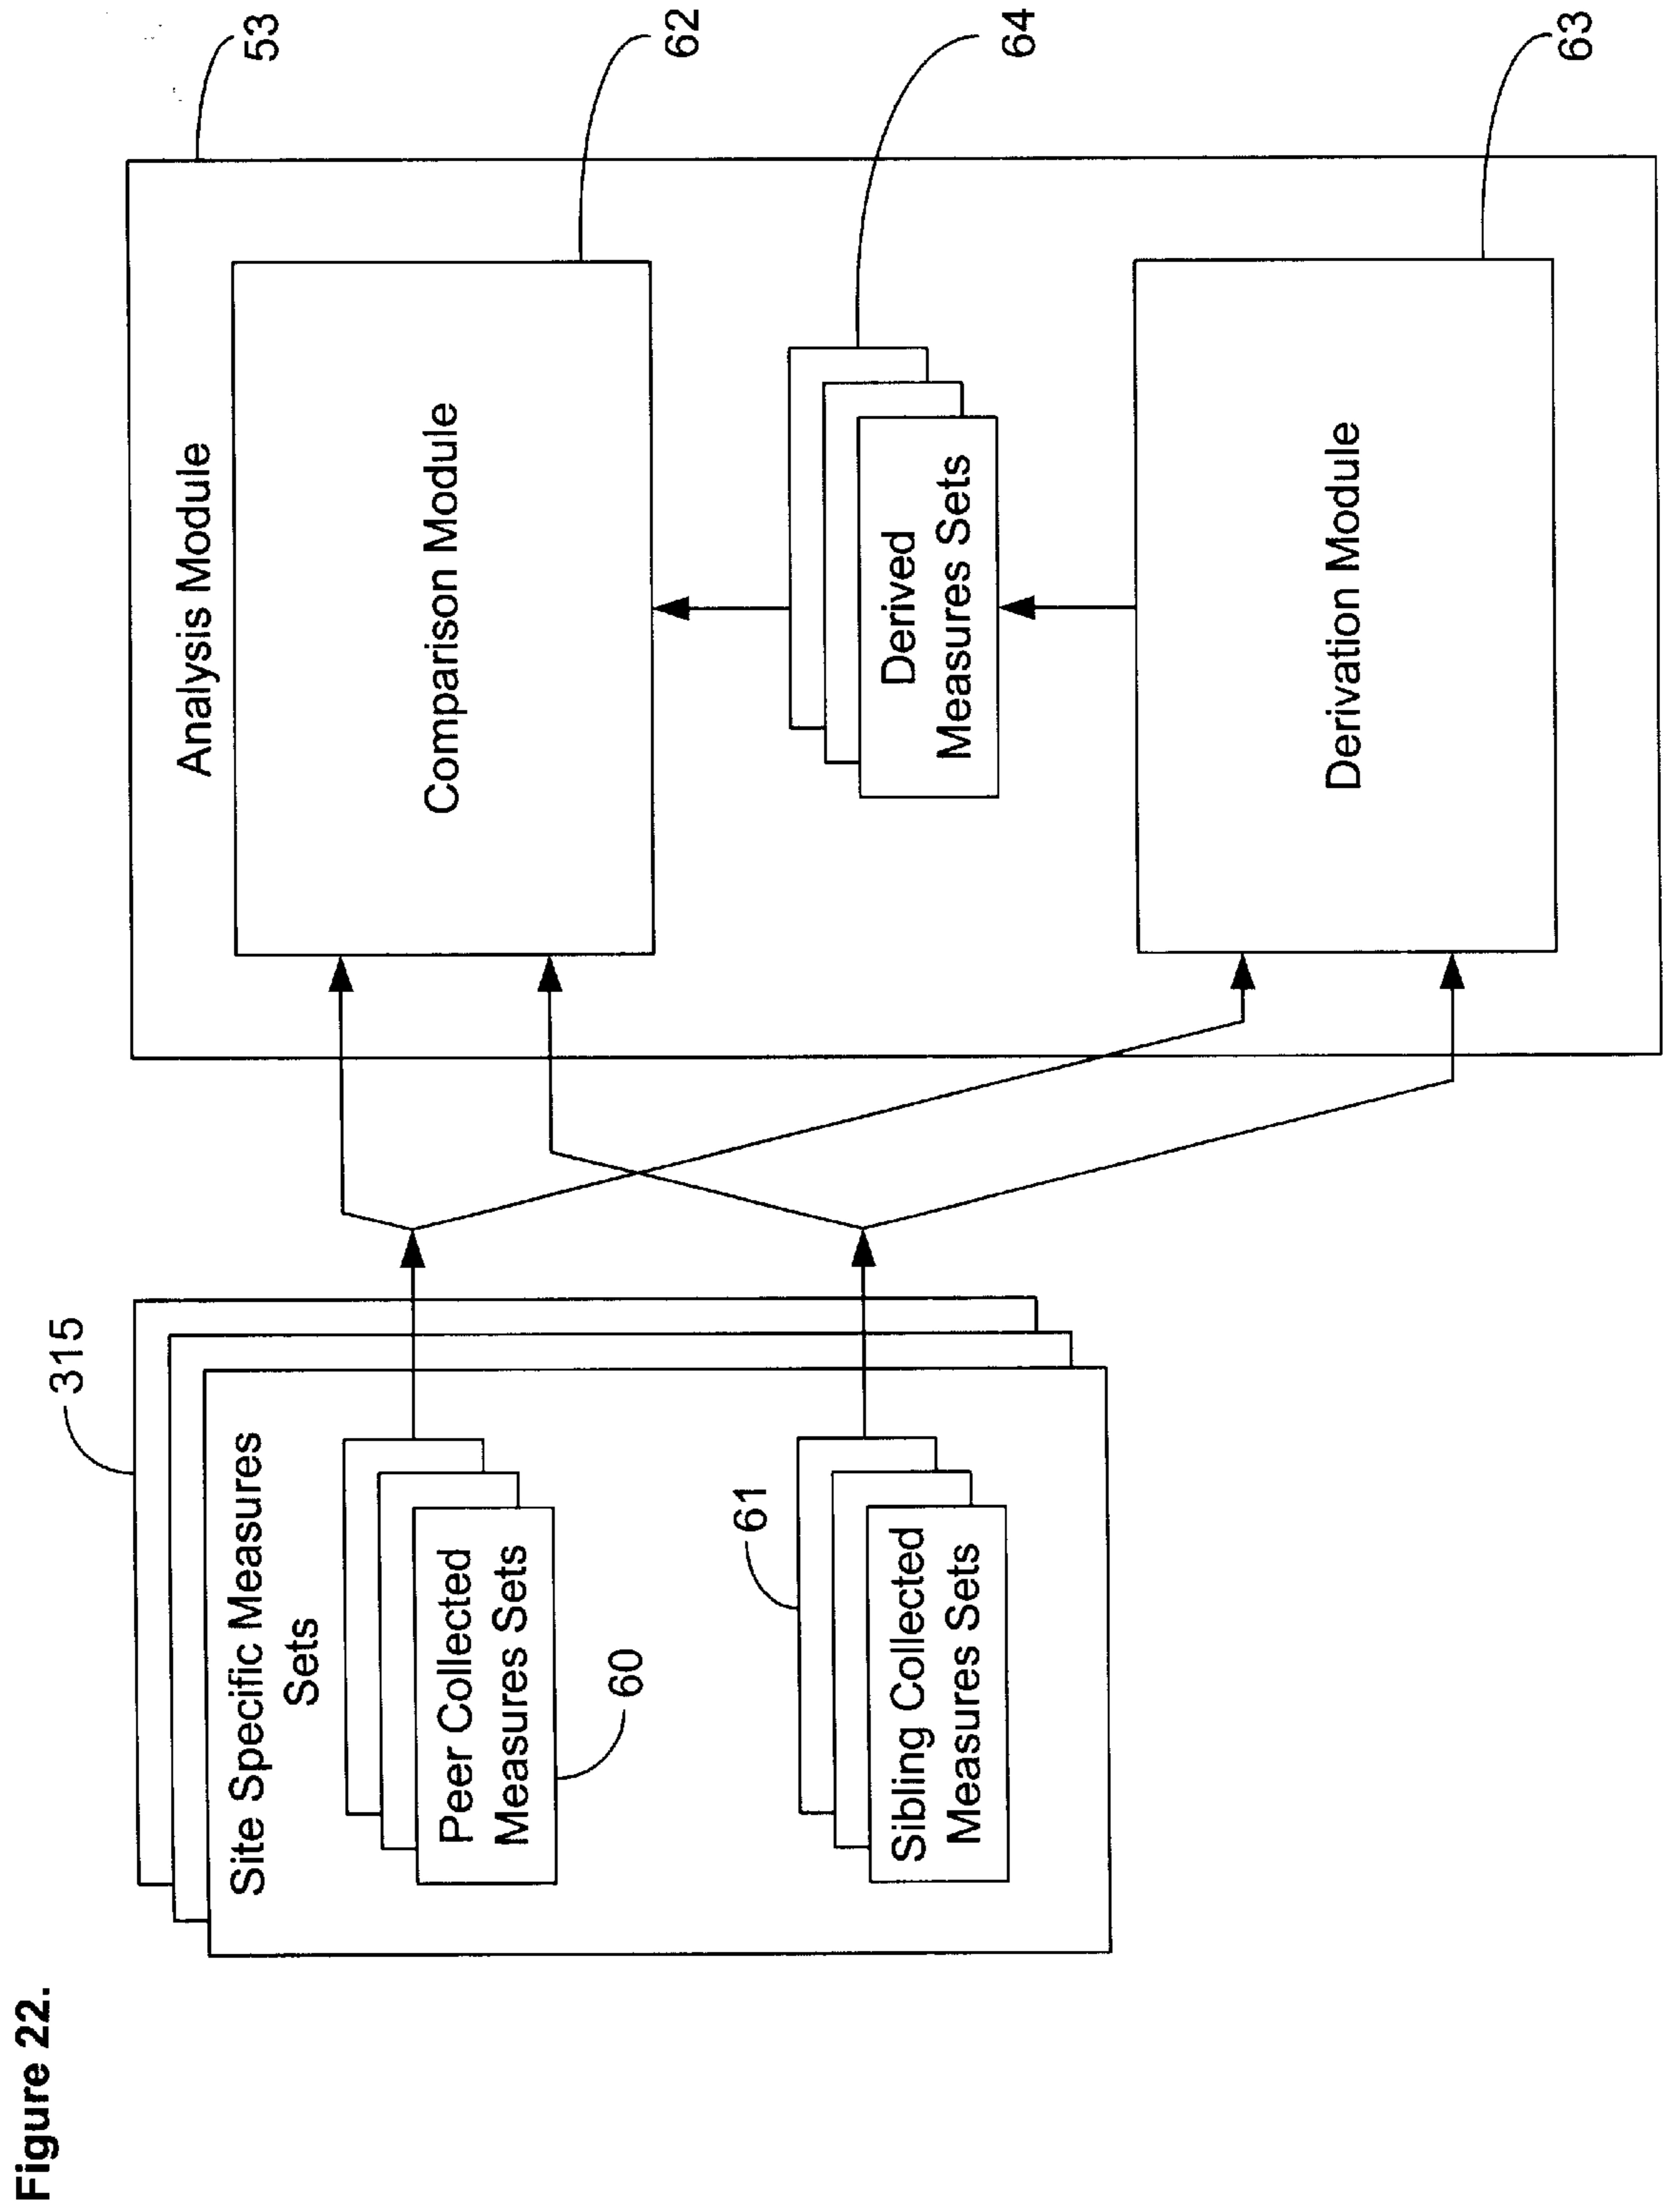 Figure 22.
315
Site Specific Measures
Sets
Peer Collected
Measures Sets
60
61
Sibling Collected
Measures Sets
53
Analysis Module
Comparison Module
62
64
Derived
Measures Sets
Derivation Module
63